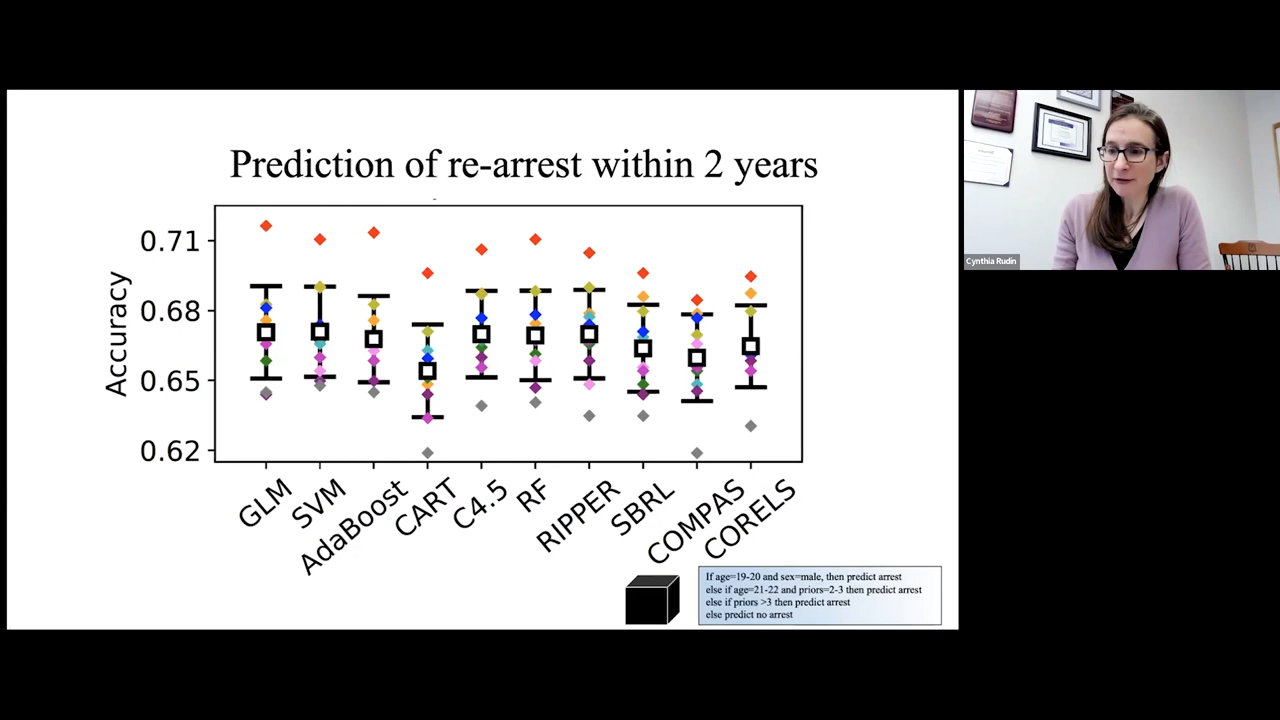 Prediction of re-arrest within 2 years
Accuracy
0.71
0.68
0.65
0.62
GLM
SVM
AdaBoost
CART
C4.5
RF
RIPPER
SBRL
COMPAS
CORELS
If age=19-20 and sex=male, then predict arrest
else if age=21-22 and priors=2-3 then predict arrest
else if priors >3 then predict arrest
else predict no arrest
Cynthia Rudin